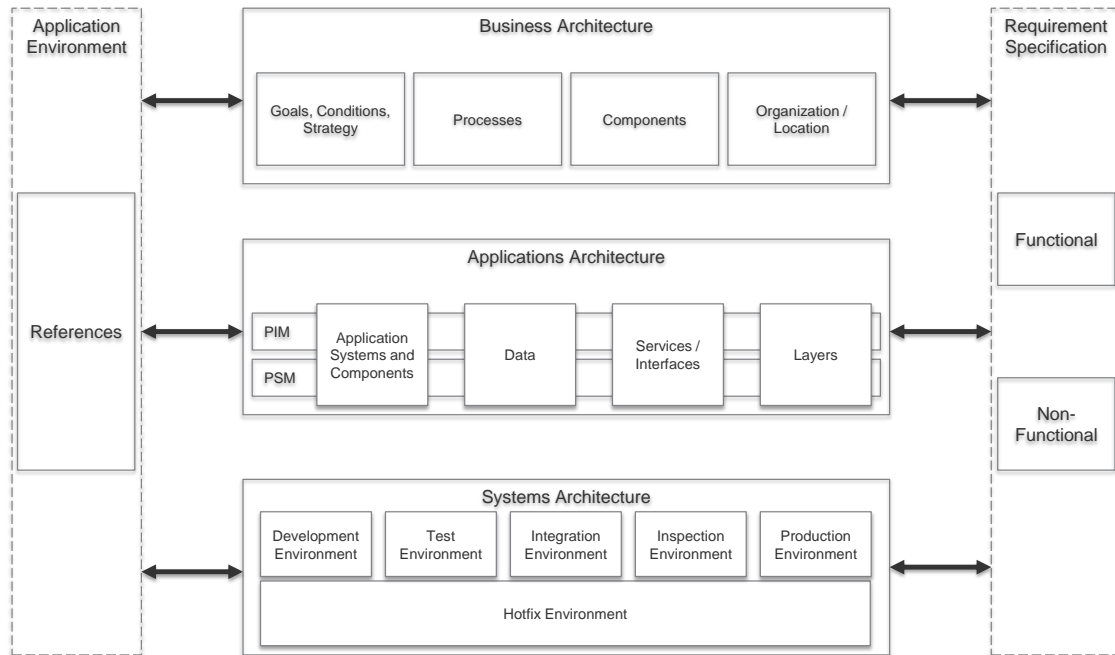 Application
Environment
References
Business Architecture
Goals, Conditions,
Strategy
Processes
Components
Organization /
Location
Applications Architecture
PIM
PSM
Application
Systems and
Components
Data
Services /
Interfaces
Layers
Systems Architecture
Development
Environment
Test
Environment
Integration
Environment
Inspection
Environment
Production
Environment
Hotfix Environment
Requirement
Specification
Functional
Non-
Functional